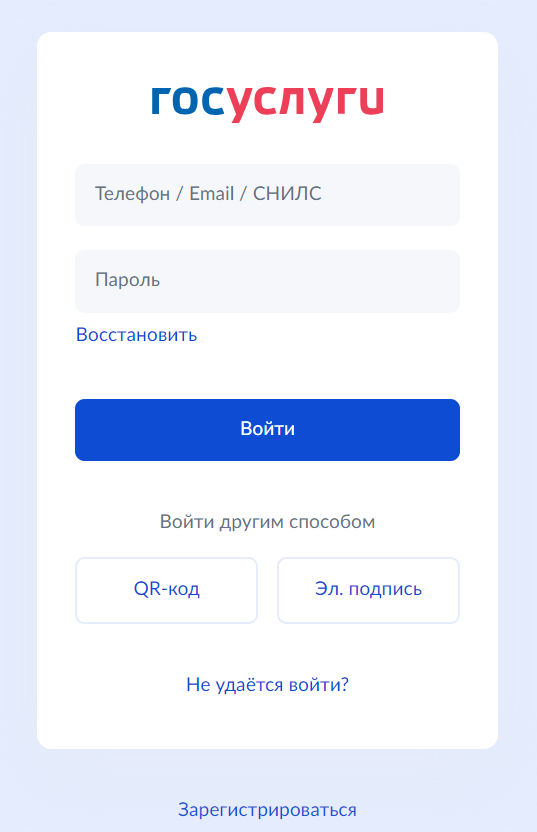 госуслуги
Телефон / Email / СНИЛС
Пароль
Восстановить
Войти
Войти другим способом
QR-код
Эл. подпись
Не удаётся войти?
Зарегистрироваться